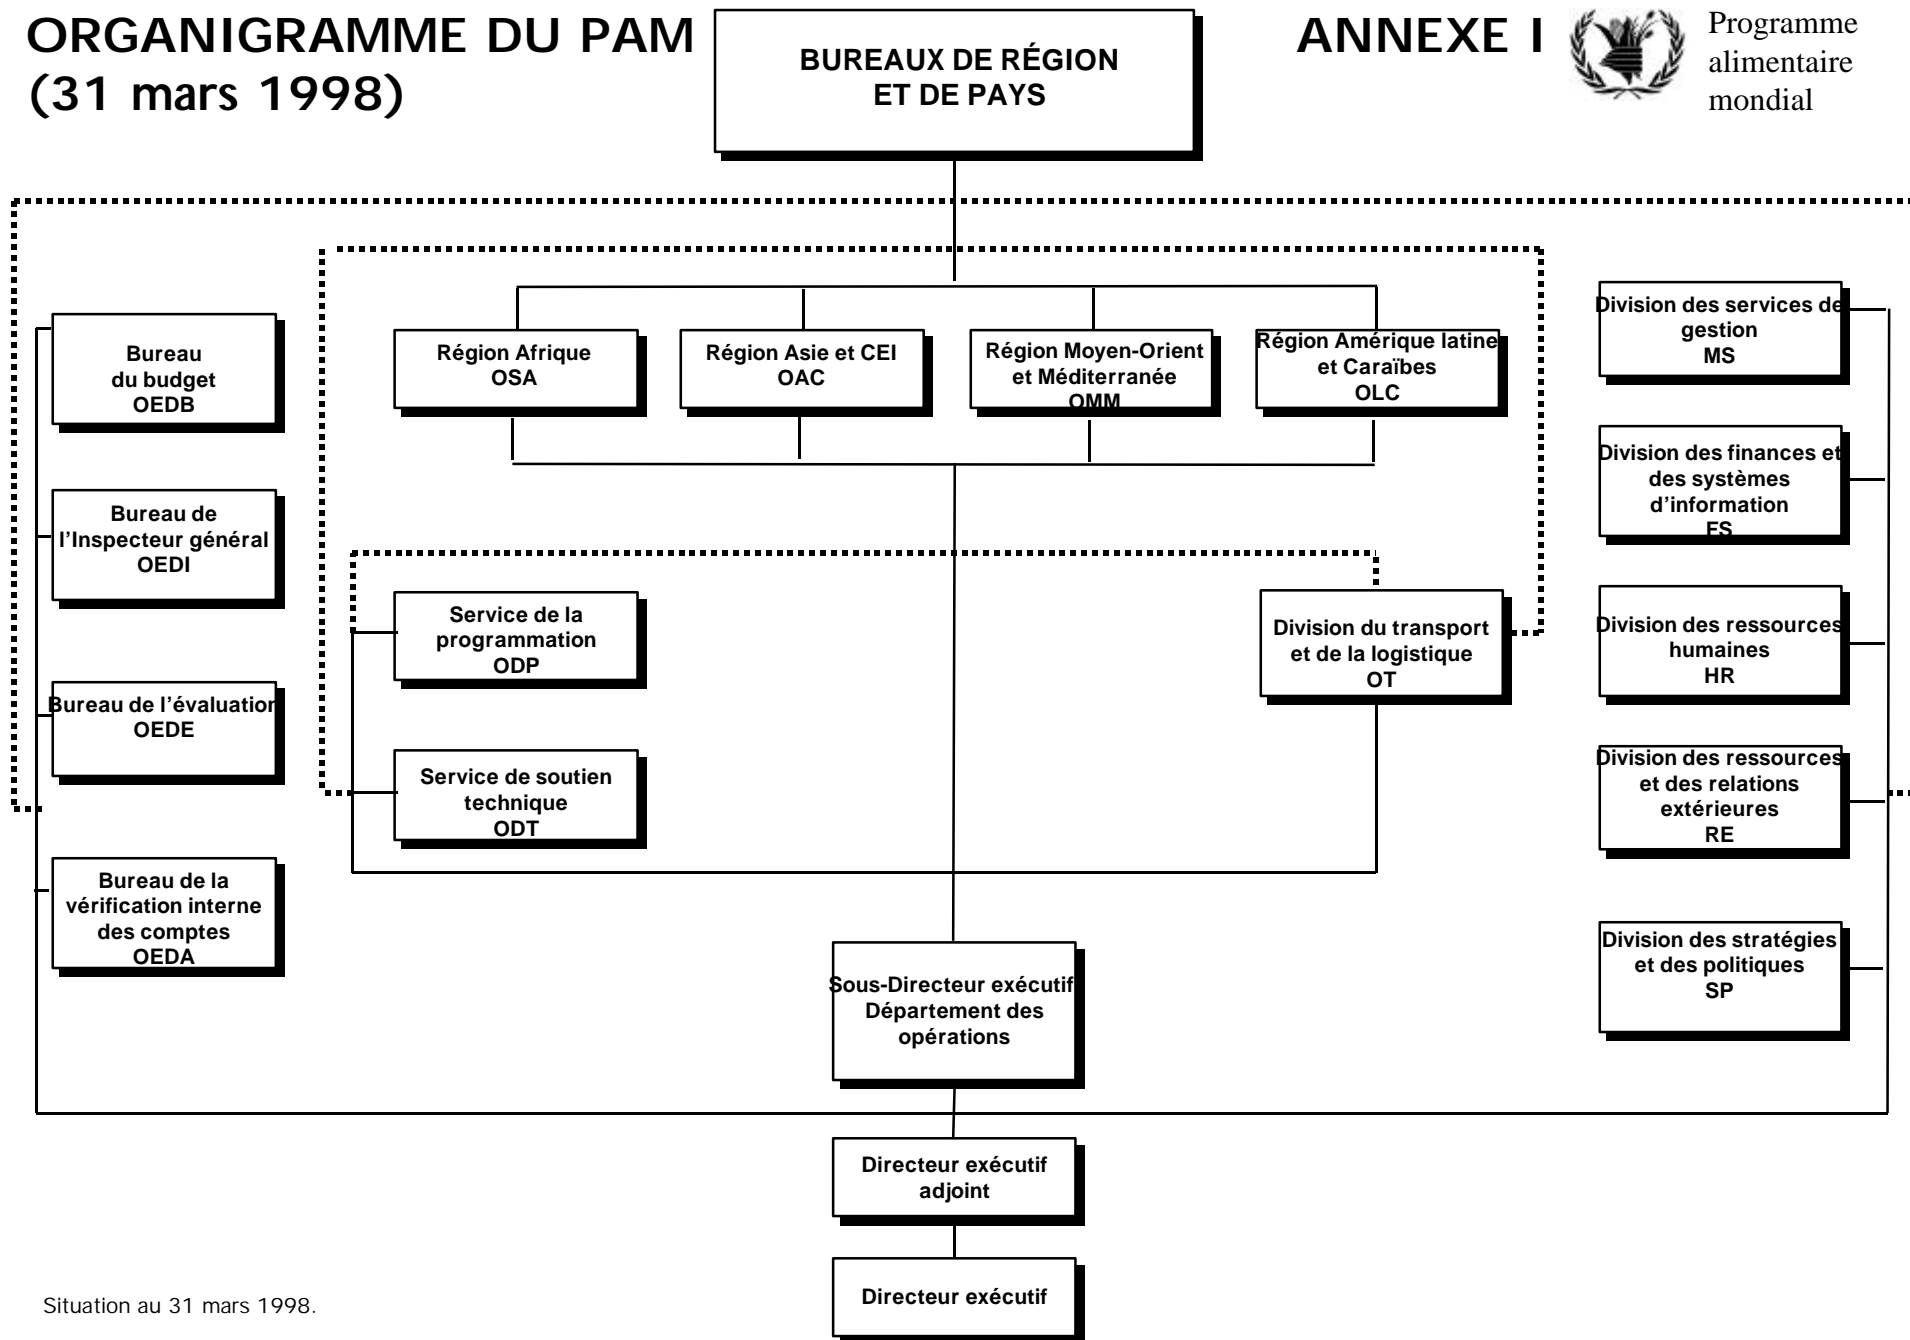 ORGANIGRAMME DU PAM
(31 mars 1998)
BUREAUX DE RÉGION
ET DE PAYS
ANNEXE I
Programme
alimentaire
mondial
Bureau
du budget
OEDB
Bureau de
l’Inspecteur général
OEDI
Bureau de l’évaluation
OEDE
Bureau de la
vérification interne
des comptes
OEDA
Région Afrique
OSA
Région Asie et CEI
OAC
Région Moyen-Orient
et Méditerranée
OMM
Région Amérique latine
et Caraïbes
OLC
Service de la
programmation
ODP
Service de soutien
technique
ODT
Division du transport
et de la logistique
OT
Division des services de
gestion
MS
Division des finances et
des systèmes
d’information
FS
Division des ressources
humaines
HR
Division des ressources
et des relations
extérieures
RE
Division des stratégies
et des politiques
SP
Sous-Directeur exécutif
Département des
opérations
Directeur exécutif
adjoint
Directeur exécutif
Situation au 31 mars 1998.